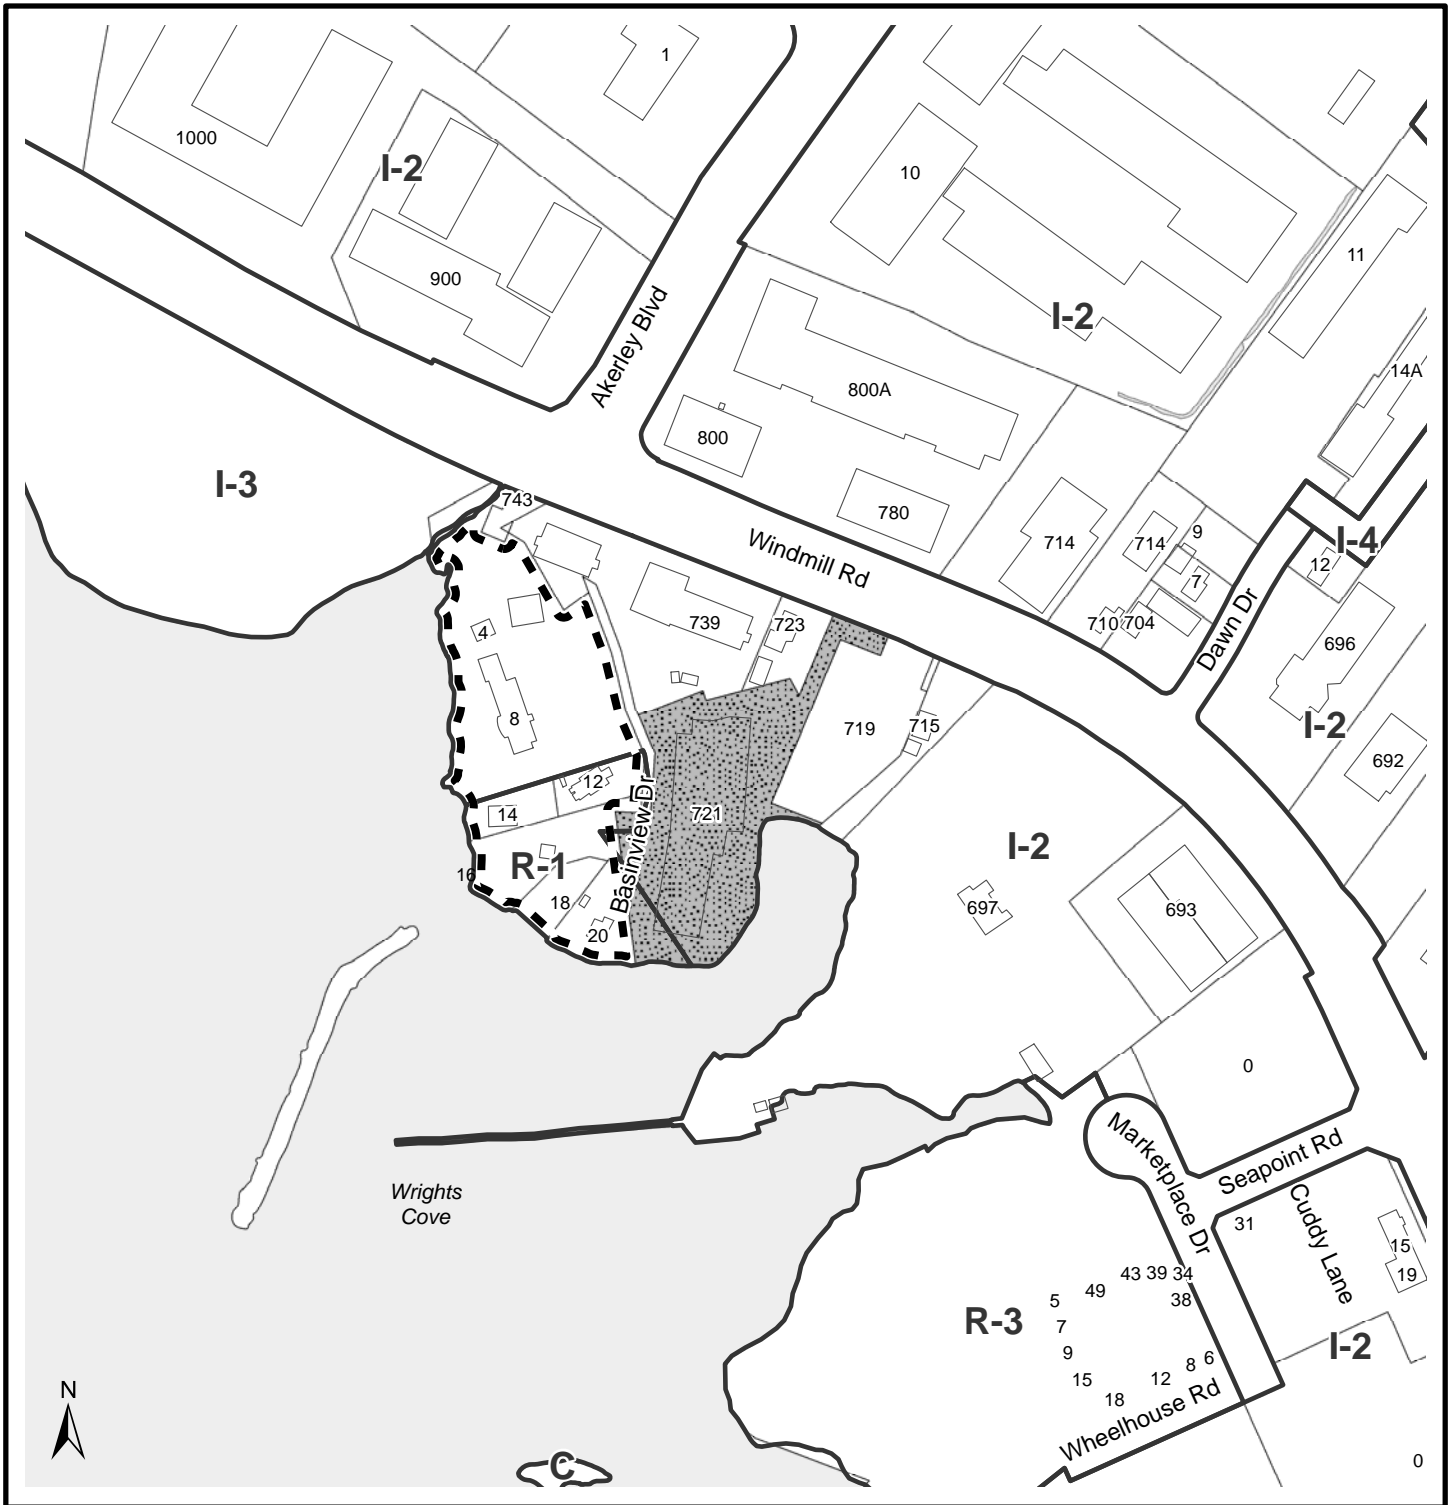 1
1000
I-2
10
900
11
I-2
Akerley Blvd
14A
800A
800
I-3
743
780
Windmill Rd
714
714
9
I-4
12
7
4
739
723
710
704
Dawn Dr
696
8
719
715
I-2
692
12
14
721
Basinview Dr
I-2
R-1
16
18
20
697
693
0
Marketplace Dr
Seapoint Rd
Wrights
Cove
31
Cuddy Lane
15
19
43
39
34
49
38
5
R-3
7
I-2
9
8
6
15
12
18
Wheelhouse Rd
N
C
0